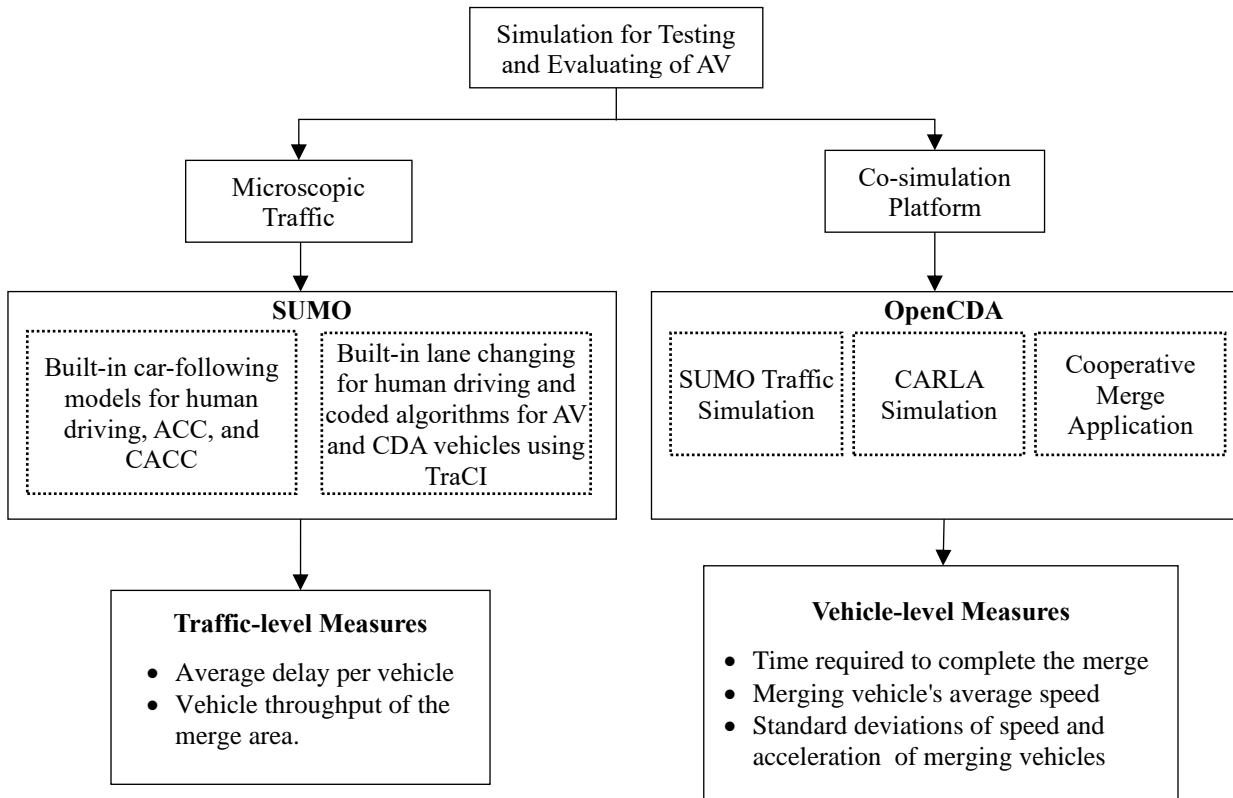 Simulation for Testing
and Evaluating of AV
Microscopic
Traffic
Co-simulation
Platform
SUMO
Built-in car-following
models for human
driving, ACC, and
CACC
Built-in lane changing
for human driving and
coded algorithms for AV
and CDA vehicles using
TraCI
OpenCDA
SUMO Traffic
Simulation
CARLA
Simulation
Cooperative
Merge
Application
Traffic-level Measures
• Average delay per vehicle
• Vehicle throughput of the
merge area.
Vehicle-level Measures
• Time required to complete the merge
• Merging vehicle's average speed
• Standard deviations of speed and
acceleration of merging vehicles